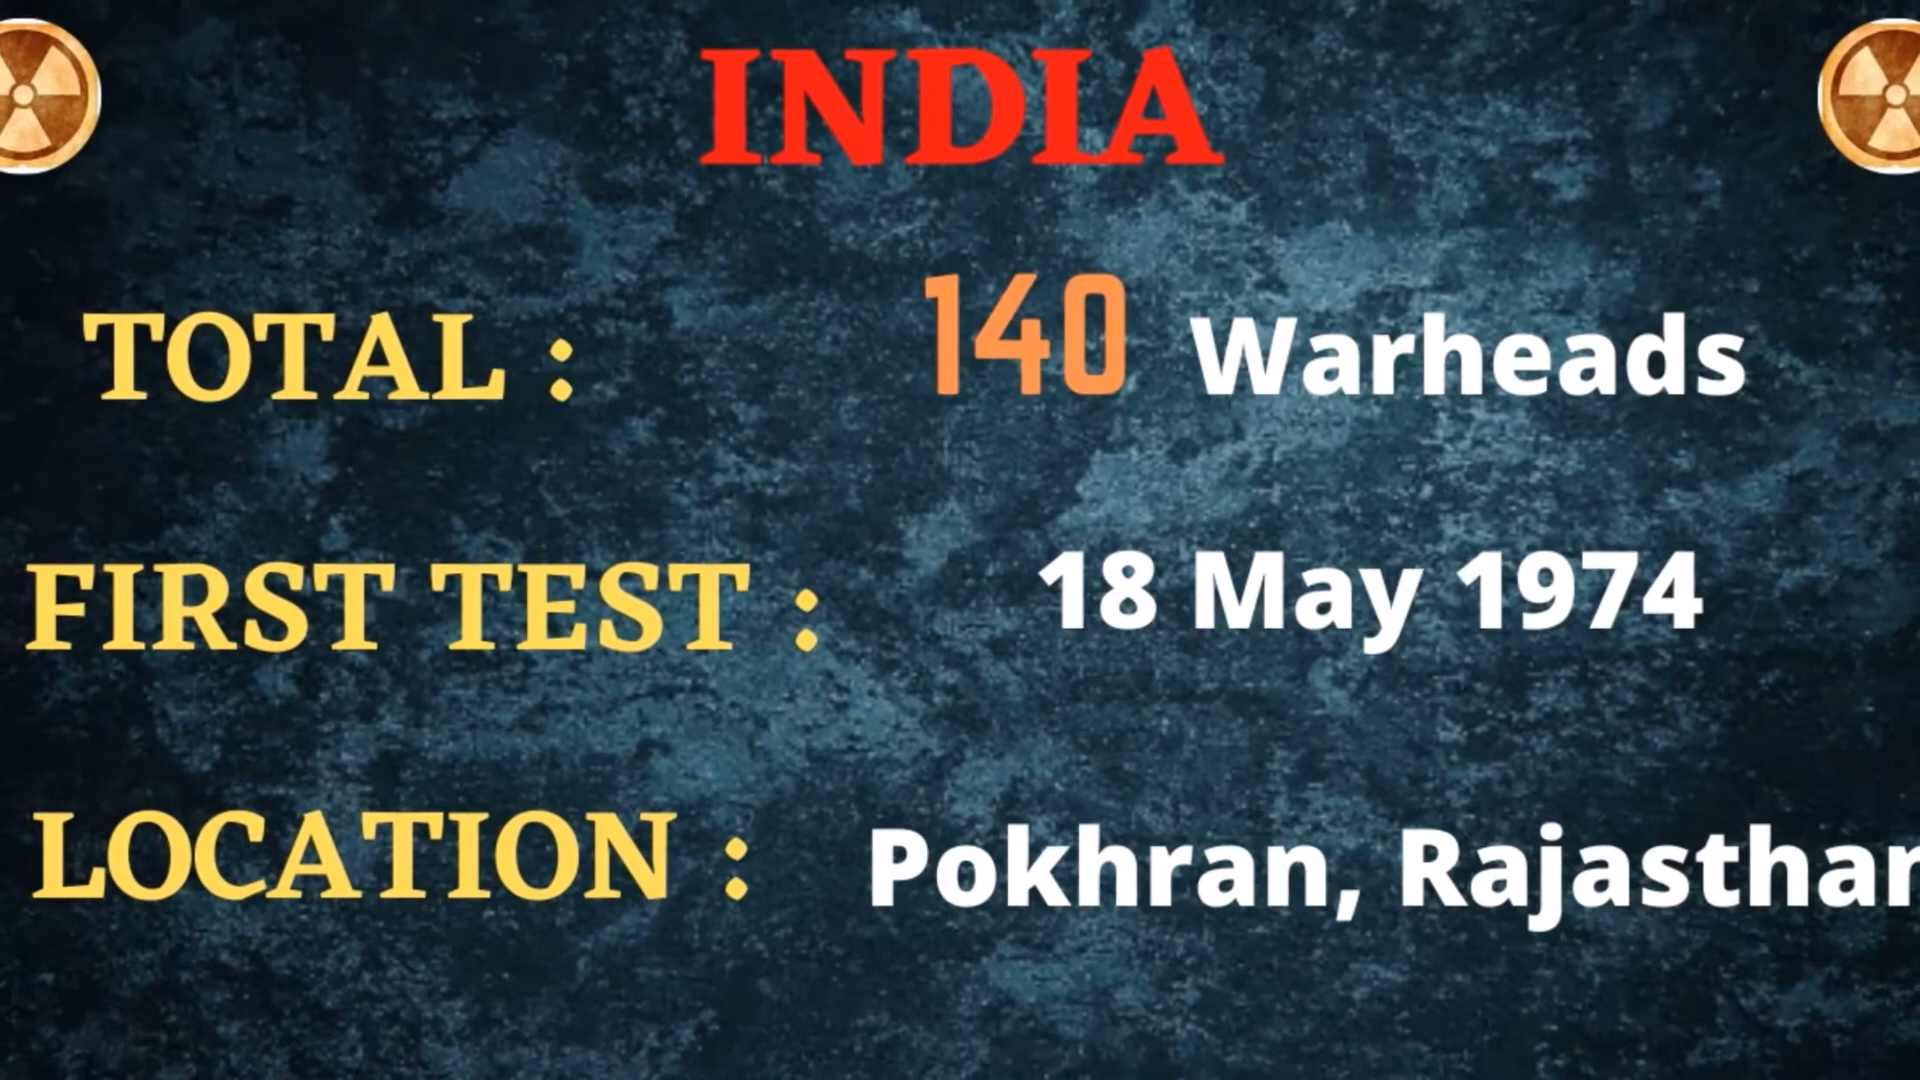 INDIA
TOTAL : 140 Warheads
FIRST TEST : 18 May 1974
LOCATION : Pokhran, Rajasthan